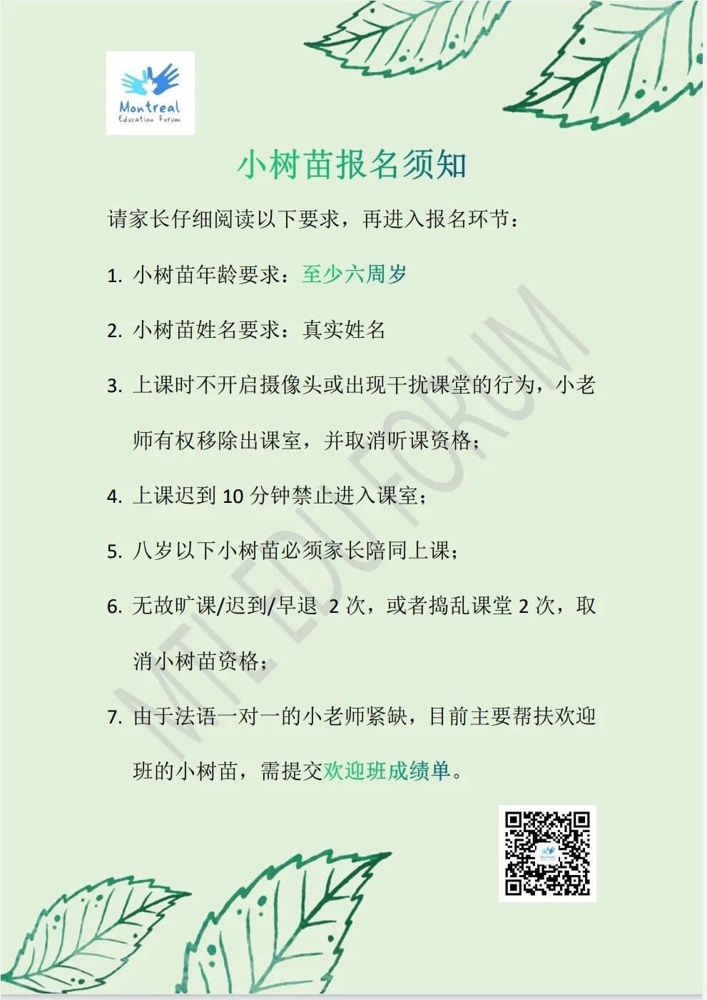 Montreal
Education Forum
小树苗报名须知
请家长仔细阅读以下要求，再进入报名环节：
1. 小树苗年龄要求：至少六周岁
2. 小树苗姓名要求：真实姓名
3. 上课时不开启摄像头或出现干扰课堂的行为，小老
师有权移除出课室，并取消听课资格；
4. 上课迟到 10 分钟禁止进入课室；
5. 八岁以下小树苗必须家长陪同上课；
6. 无故旷课/迟到/早退 2 次，或者捣乱课堂 2 次，取
消小树苗资格；
7. 由于法语一对一的小老师紧缺，目前主要帮扶欢迎
班的小树苗，需提交欢迎班成绩单。
MTL EDU FORUM
Montreal